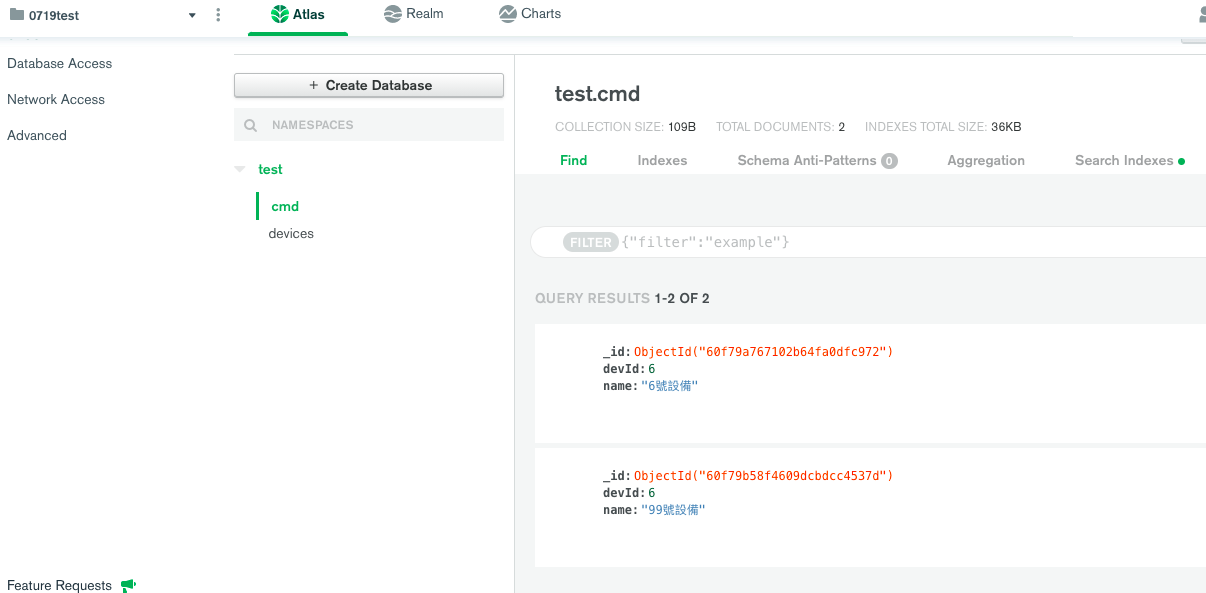 0719test
Atlas
Realm
Charts
Database Access
Network Access
Advanced
Feature Requests
+ Create Database
NAMESPACES
test
cmd
devices
test.cmd
COLLECTION SIZE: 109B TOTAL DOCUMENTS: 2 INDEXES TOTAL SIZE: 36KB
Find Indexes Schema Anti-Patterns 0 Aggregation Search Indexes
FILTER {"filter":"example"}
QUERY RESULTS 1-2 OF 2
_id: ObjectId("60f79a767102b64fa0dfc972")
devId: 6
name: "6號設備"
_id: ObjectId("60f79b58f4609dcbdcc4537d")
devId: 6
name: "99號設備"